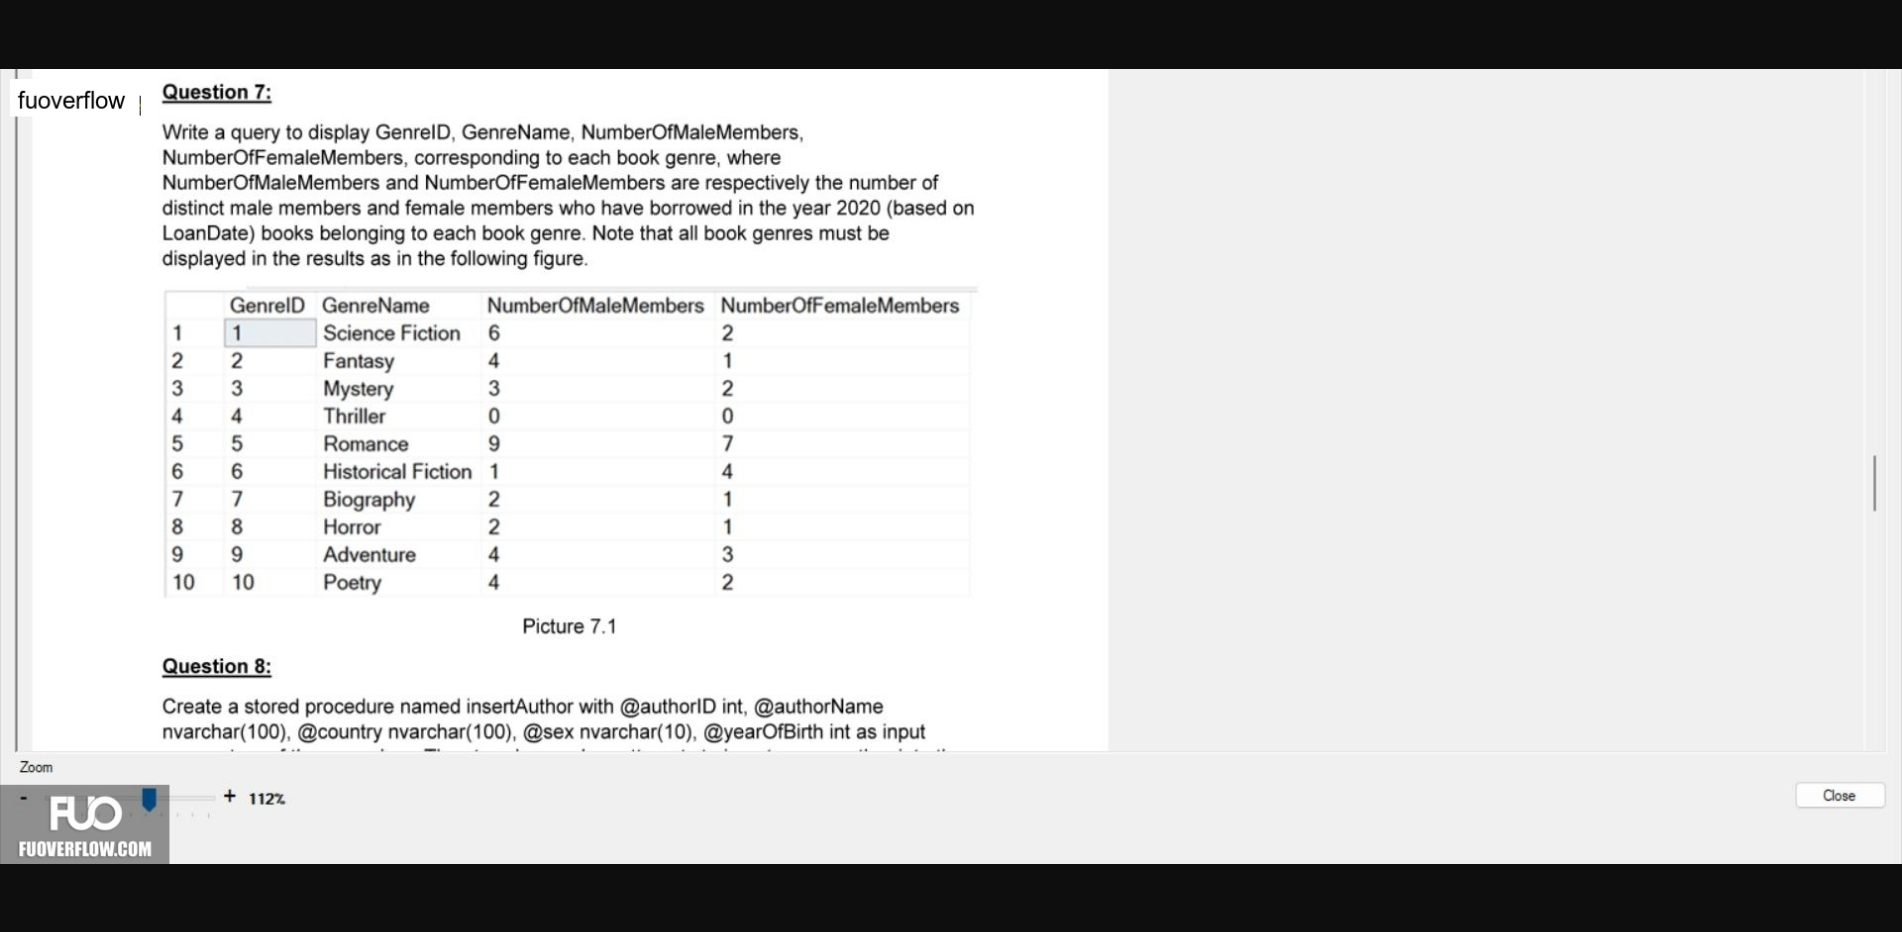 fuoverflow
Question 7:
Write a query to display GenreID, GenreName, NumberOfMaleMembers,
NumberOfFemaleMembers, corresponding to each book genre, where
NumberOfMaleMembers and NumberOfFemaleMembers are respectively the number of
distinct male members and female members who have borrowed in the year 2020 (based on
LoanDate) books belonging to each book genre. Note that all book genres must be
displayed in the results as in the following figure.
GenreID GenreName NumberOfMaleMembers NumberOfFemaleMembers
1 1 Science Fiction 6 2
2 2 Fantasy 4 1
3 3 Mystery 3 2
4 4 Thriller 0 0
5 5 Romance 9 7
6 6 Historical Fiction 1 4
7 7 Biography 2 1
8 8 Horror 2 1
9 9 Adventure 4 3
10 10 Poetry 4 2
Picture 7.1
Question 8:
Create a stored procedure named insertAuthor with @authorID int, @authorName
nvarchar(100), @country nvarchar(100), @sex nvarchar(10), @yearOfBirth int as input
Zoom
- + 112%
Close
FUO
FUOVERFLOW.COM